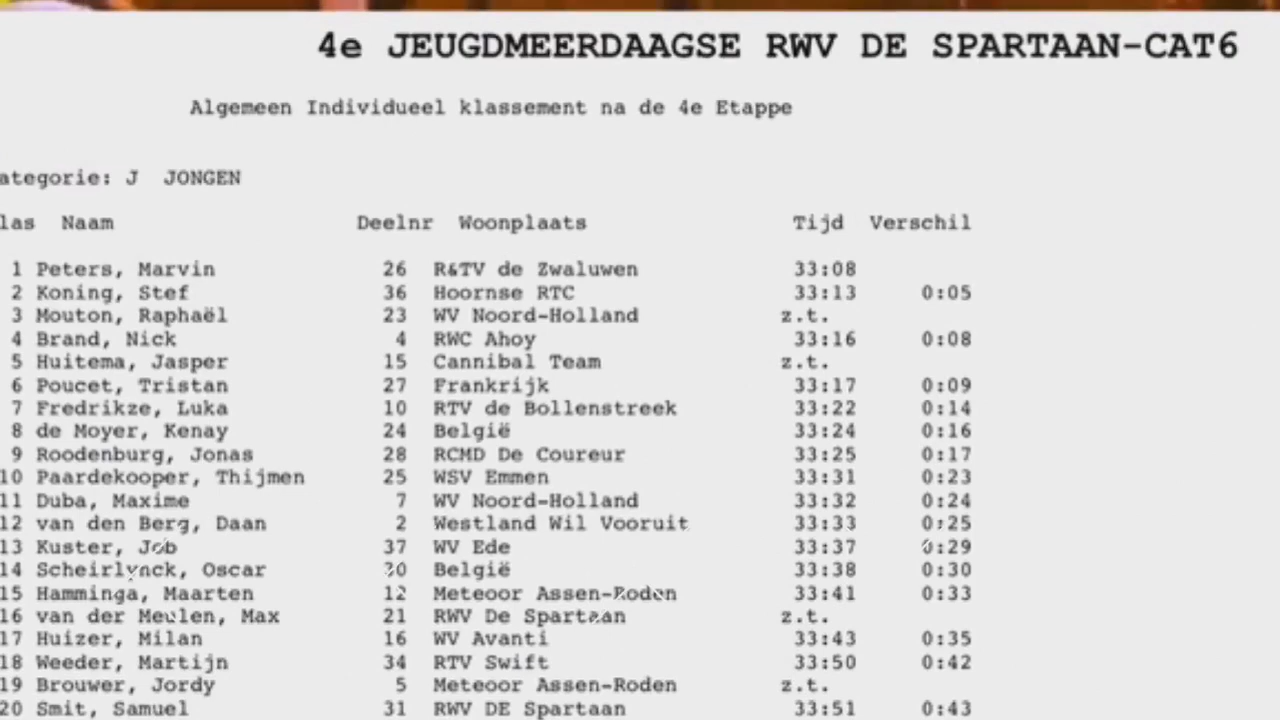 4e JEUGDMEERDAAGSE RWV DE SPARTAAN-CAT6
Algemeen Individueel klassement na de 4e Etappe
ategorie: J JONGEN
las Naam Deelnr Woonplaats Tijd Verschil
1 Peters, Marvin 26 R&TV de Zwaluwen 33:08
2 Koning, Stef 36 Hoornse RTC 33:13 0:05
3 Mouton, Raphaël 23 WV Noord-Holland z.t.
4 Brand, Nick 4 RWC Ahoy 33:16 0:08
5 Huitema, Jasper 15 Cannibal Team z.t.
6 Poucet, Tristan 27 Frankrijk 33:17 0:09
7 Fredrikze, Luka 10 RTV de Bollenstreek 33:22 0:14
8 de Moyer, Kenay 24 België 33:24 0:16
9 Roodenburg, Jonas 28 RCMD De Coureur 33:25 0:17
10 Paardekooper, Thijmen 25 WSV Emmen 33:31 0:23
11 Duba, Maxime 7 WV Noord-Holland 33:32 0:24
12 van den Berg, Daan 2 Westland Wil Vooruit 33:33 0:25
13 Kuster, Job 37 WV Ede 33:37 0:29
14 Scheirlynck, Oscar België 33:38 0:30
15 Hamminga, Maarten 12 Meteoor Assen-Roden 33:41 0:33
16 van der Meulen, Max 21 RWV De Spartaan z.t.
17 Huizer, Milan 16 WV Avanti 33:43 0:35
18 Weeder, Martijn 34 RTV Swift 33:50 0:42
19 Brouwer, Jordy 5 Meteoor Assen-Roden z.t.
20 Smit, Samuel 31 RWV DE Spartaan 33:51 0:43